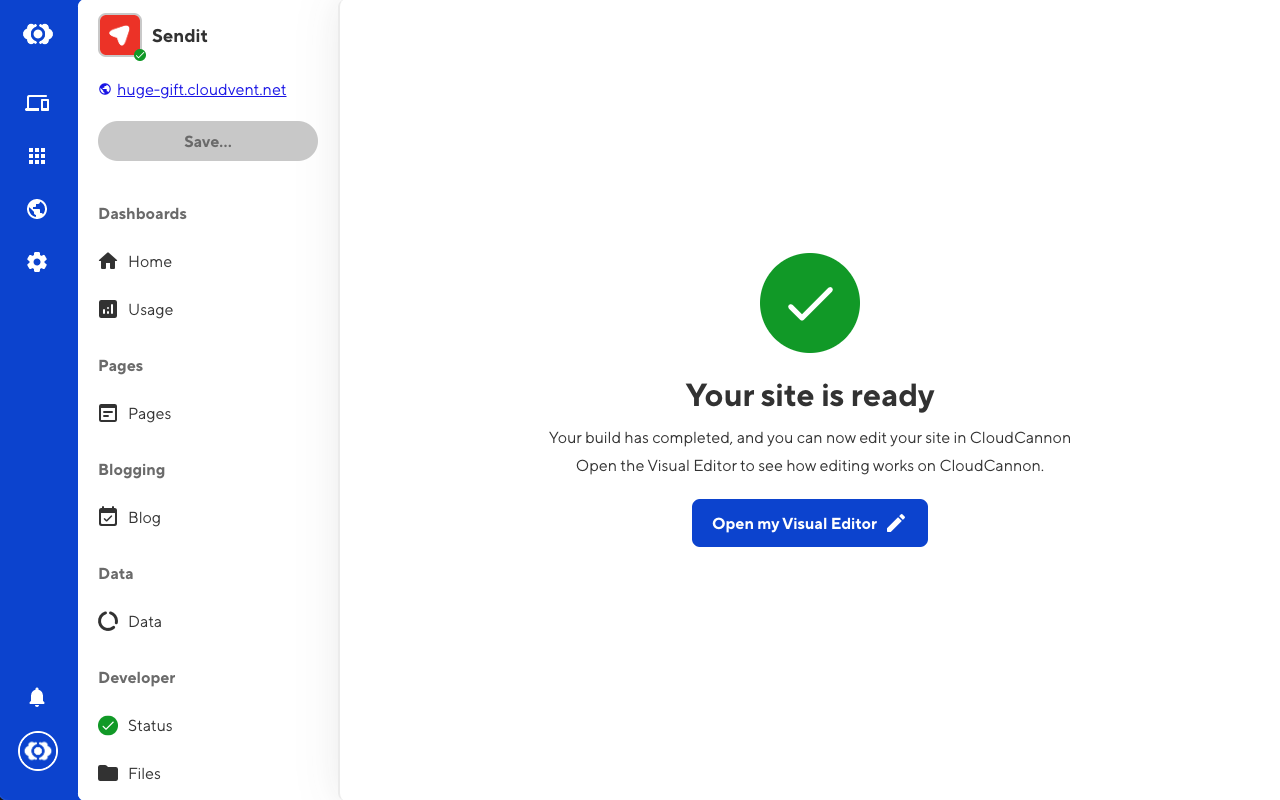 Sendit
huge-gift.cloudvent.net
Save...
Dashboards
Home
Usage
Pages
Pages
Blogging
Blog
Data
Data
Developer
Status
Files
Your site is ready
Your build has completed, and you can now edit your site in CloudCannon
Open the Visual Editor to see how editing works on CloudCannon.
Open my Visual Editor